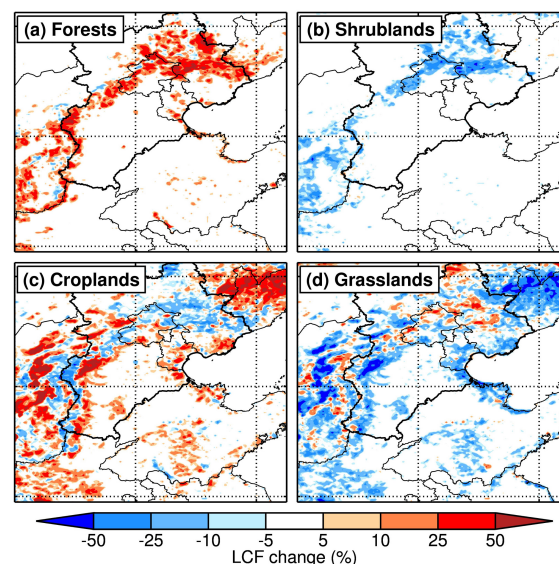 (a) Forests
(b) Shrublands
(c) Croplands
(d) Grasslands
-50 -25 -10 -5 5 10 25 50
LCF change (%)